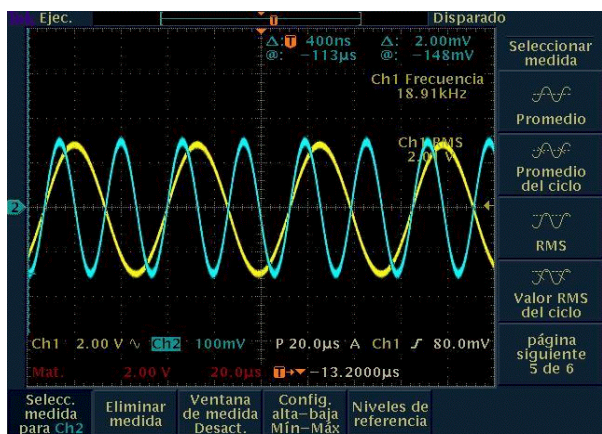 Ejec.
Disparado
Δ: 400ns Δ: 2.00mV
@: −113µs @: −148mV
Ch1 Frecuencia
18.91kHz
Ch1 RMS
2
Ch1 2.00 V Ch2 100mV P 20.0µs A Ch1 80.0mV
Mat. 2.00 V 20.0µs T −13.2000µs
Seleccionar
medida
Promedio
Promedio
del ciclo
RMS
Valor RMS
del ciclo
página
siguiente
5 de 6
Selecc.
medida
para Ch2
Eliminar
medida
Ventana
de medida
Desact.
Config.
alta-baja
Mín-Máx
Niveles de
referencia